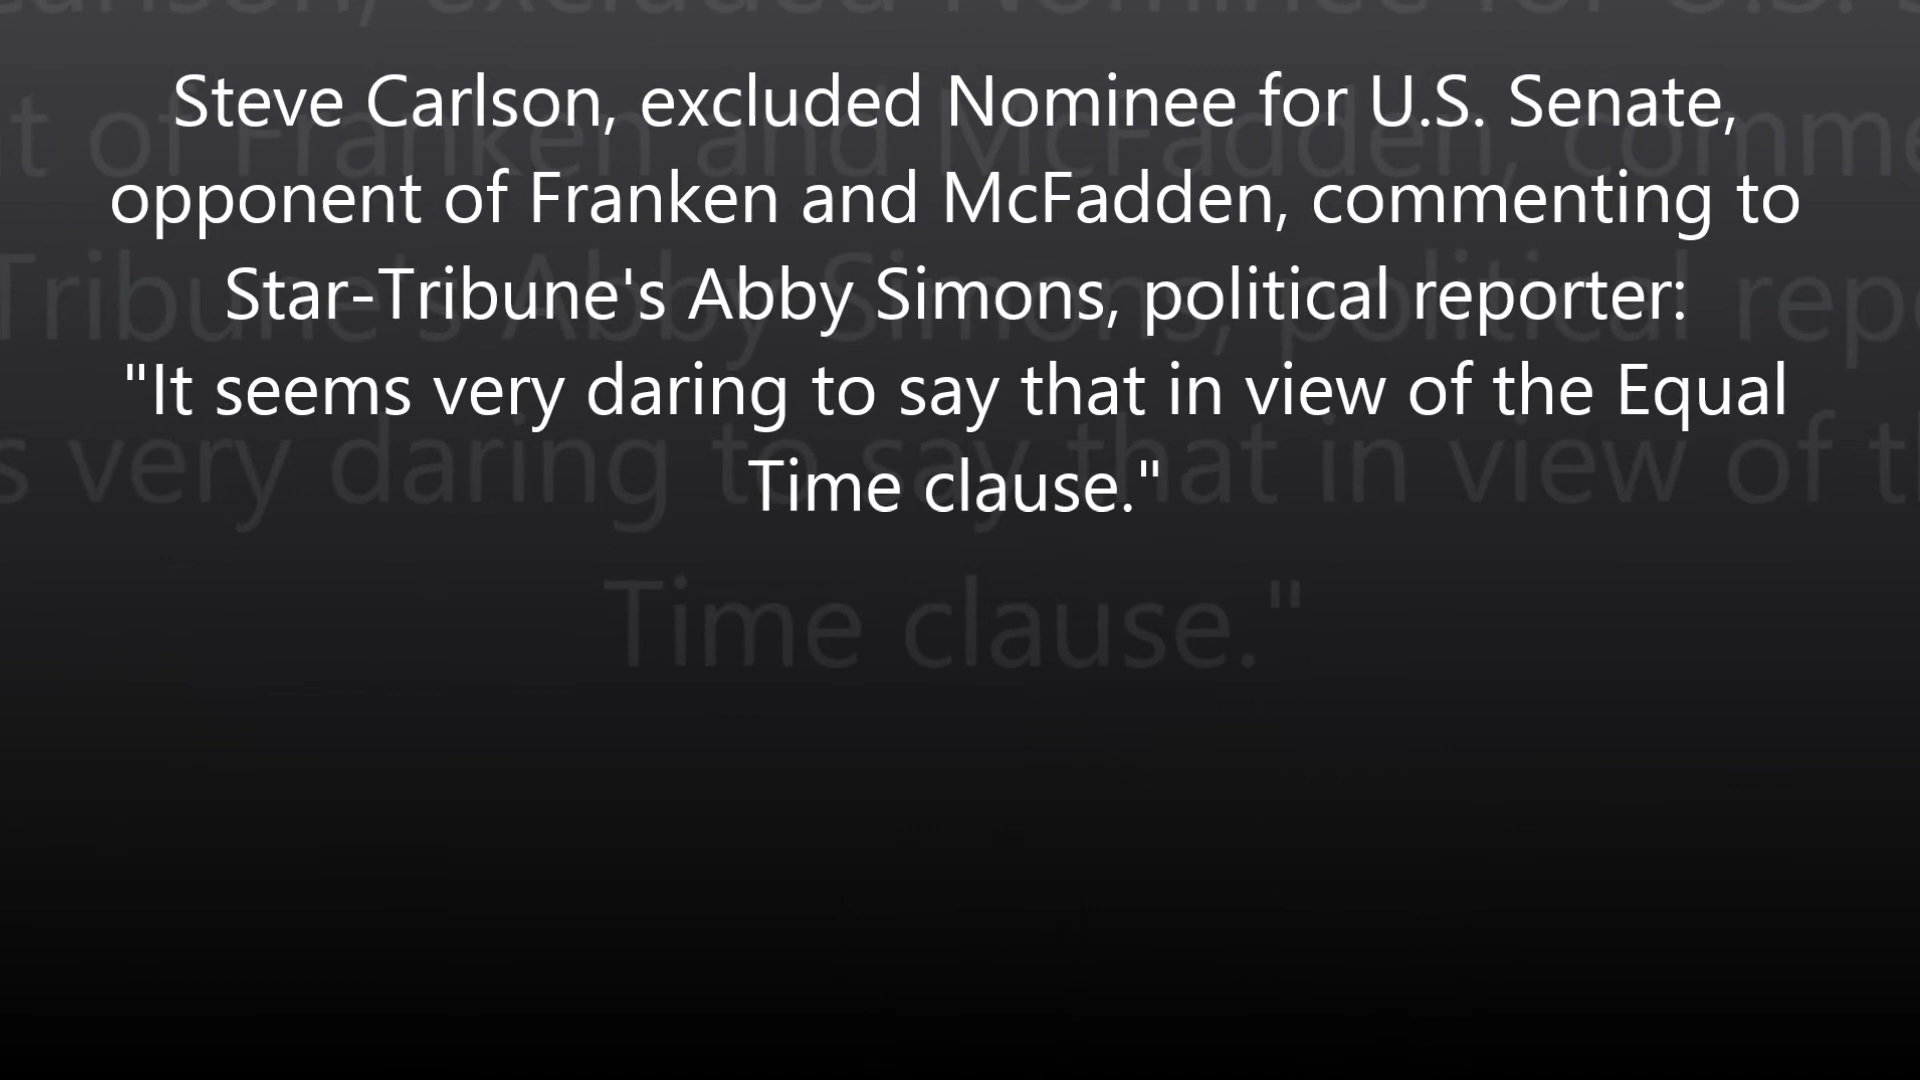 Steve Carlson, excluded Nominee for U.S. Senate,
opponent of Franken and McFadden, commenting to
Star-Tribune's Abby Simons, political reporter:
"It seems very daring to say that in view of the Equal
Time clause."